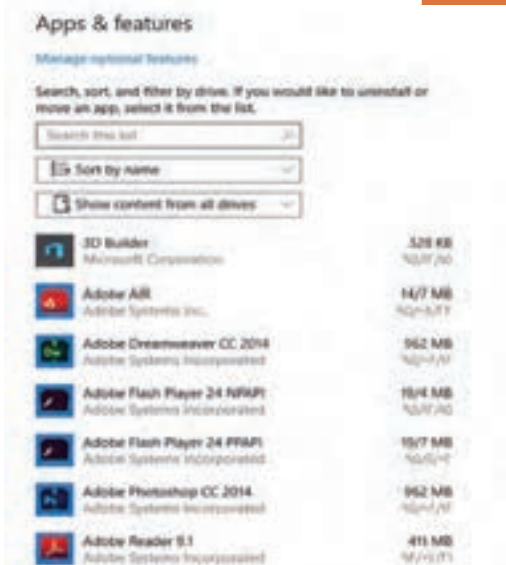 Apps & features
Manage optional features
Search, sort, and filter by drive. If you would like to uninstall or
move an app, select it from the list.
Search this list
Sort by name
Show content from all drives
3D Builder
328 KB
Microsoft Corporation
Adobe AIR
14/7 MB
Adobe Systems Inc.
Adobe Dreamweaver CC 2014
962 MB
Adobe Systems Incorporated
Adobe Flash Player 24 NPAPI
19/4 MB
Adobe Systems Incorporated
Adobe Flash Player 24 PPAPI
19/7 MB
Adobe Systems Incorporated
Adobe Photoshop CC 2014
962 MB
Adobe Systems Incorporated
Adobe Reader 9.1
411 MB
Adobe Systems Incorporated